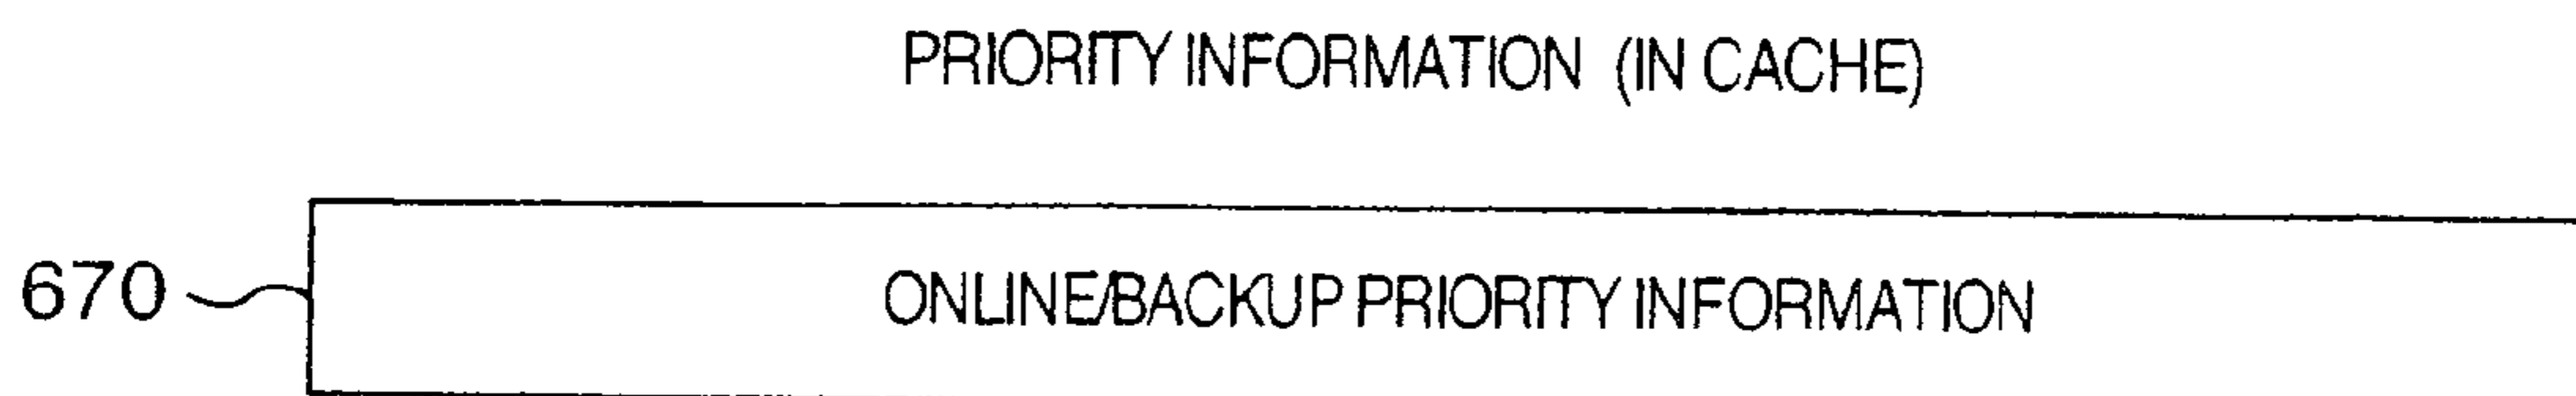 PRIORITY INFORMATION (IN CACHE)
670 ONLINE/BACKUP PRIORITY INFORMATION